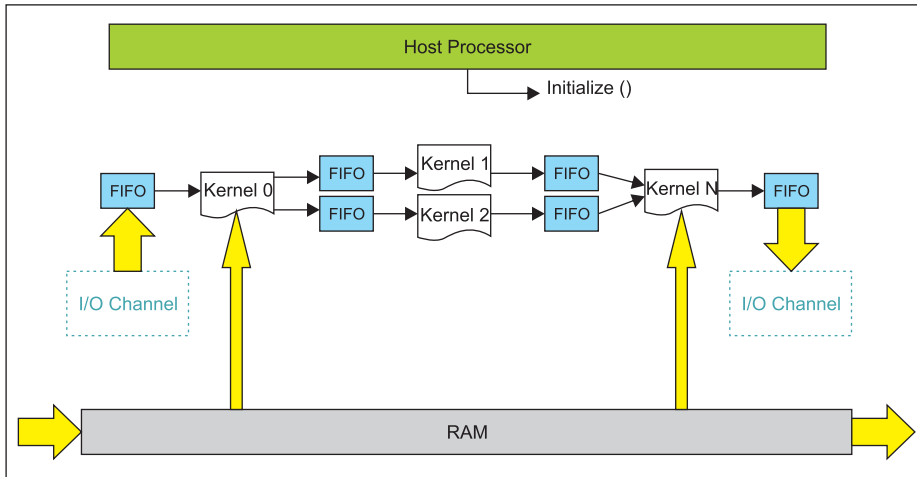 Host Processor
Initialize ()
FIFO
Kernel 0
FIFO
Kernel 1
FIFO
FIFO
Kernel 2
FIFO
Kernel N
FIFO
I/O Channel
I/O Channel
RAM